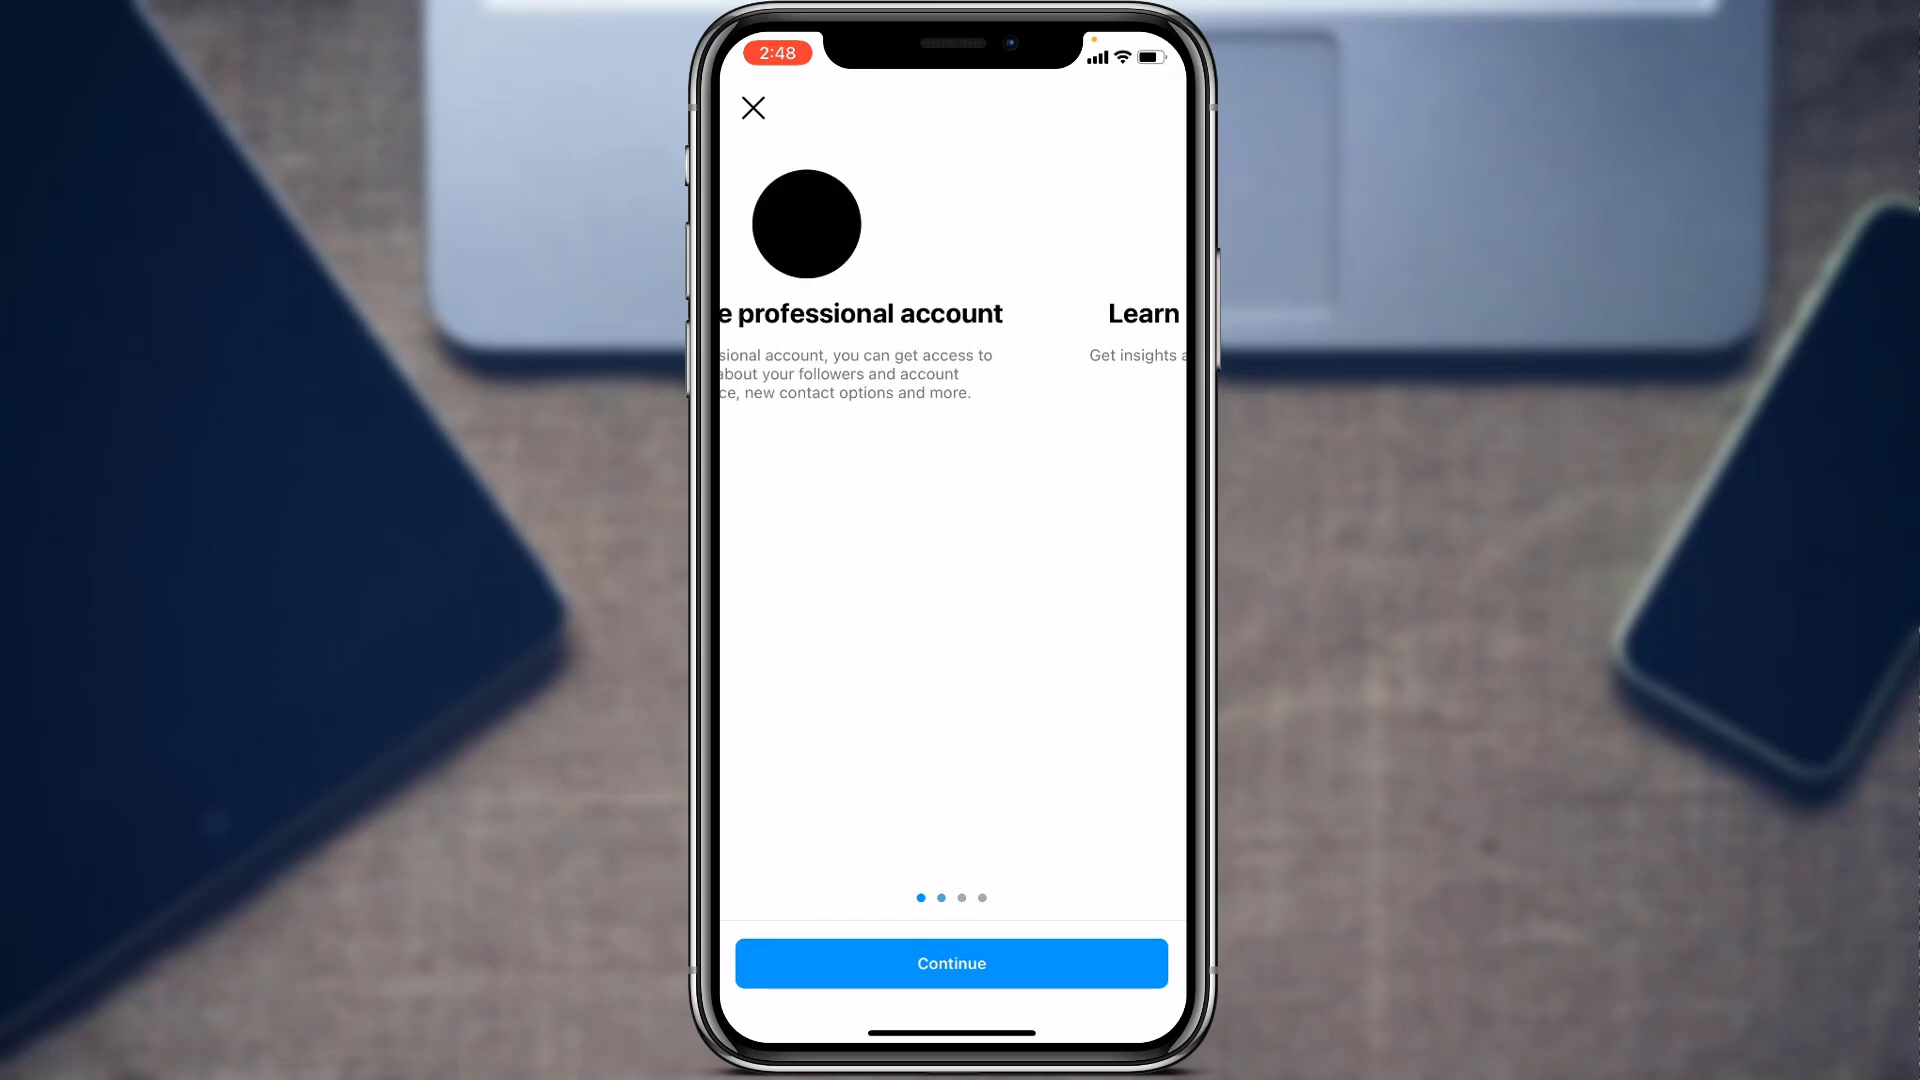 2:48
e professional account
sional account, you can get access to
about your followers and account
ce, new contact options and more.
Learn
Get insights a
Continue